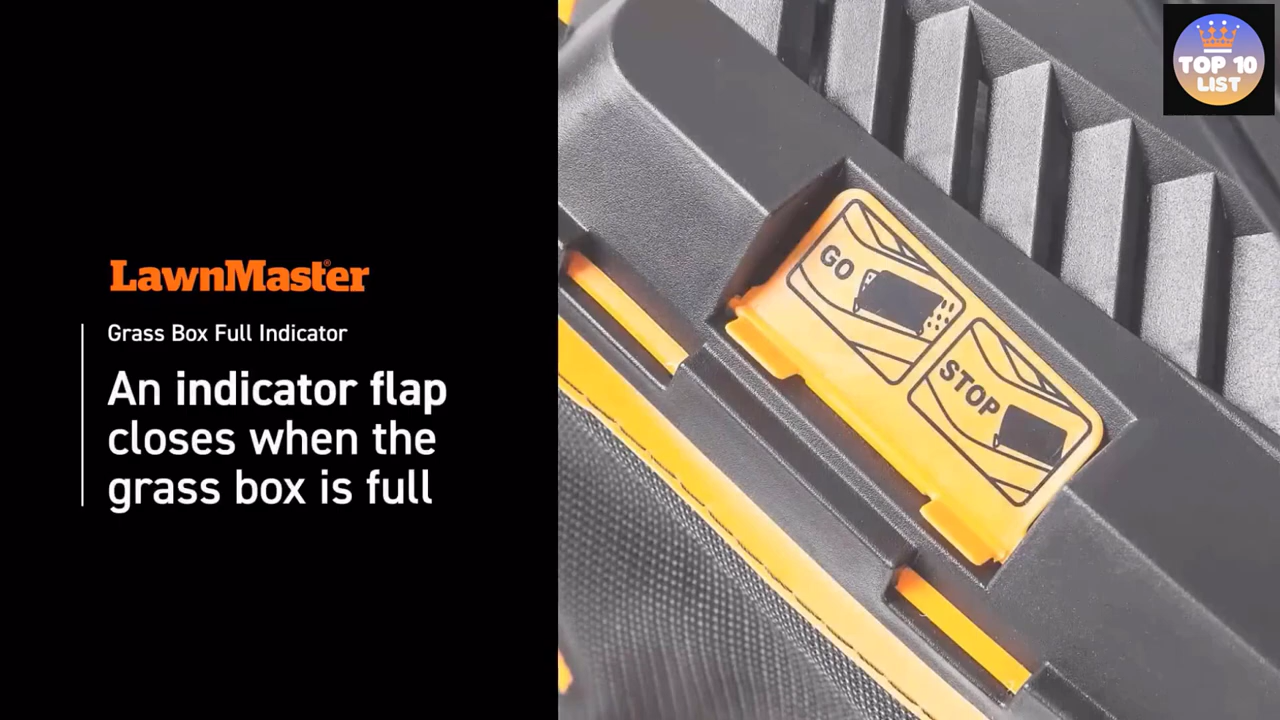 TOP 10
LIST
LawnMaster®
Grass Box Full Indicator
An indicator flap
closes when the
grass box is full
GO
STOP